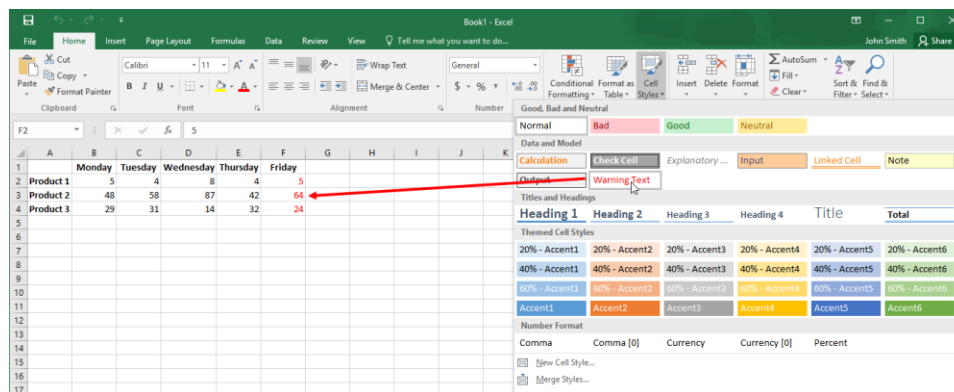 Book1 - Excel
File Home Insert Page Layout Formulas Data Review View Tell me what you want to do... John Smith Share
Cut
Copy
Format Painter
Paste
Clipboard
Calibri 11
B I U
Font
Wrap Text
Merge & Center
Alignment
General
$ % ,
Number
Conditional Formatting
Format as Table
Cell Styles
Insert Delete Format
AutoSum
Fill
Clear
Sort & Filter
Find & Select
F2 fx 5
A B C D E F G H I J K
1 Monday Tuesday Wednesday Thursday Friday
2 Product 1 5 4 8 4 5
3 Product 2 48 58 87 42 64
4 Product 3 29 31 14 32 24
5
6
7
8
9
10
11
12
13
14
15
16
17
Good, Bad and Neutral
Normal Bad Good Neutral
Data and Model
Calculation Check Cell Explanatory ... Input Linked Cell Note
Output Warning Text
Titles and Headings
Heading 1 Heading 2 Heading 3 Heading 4 Title Total
Themed Cell Styles
20% - Accent1 20% - Accent2 20% - Accent3 20% - Accent4 20% - Accent5 20% - Accent6
40% - Accent1 40% - Accent2 40% - Accent3 40% - Accent4 40% - Accent5 40% - Accent6
60% - Accent1 60% - Accent2 60% - Accent3 60% - Accent4 60% - Accent5 60% - Accent6
Accent1 Accent2 Accent3 Accent4 Accent5 Accent6
Number Format
Comma Comma [0] Currency Currency [0] Percent
New Cell Style...
Merge Styles...